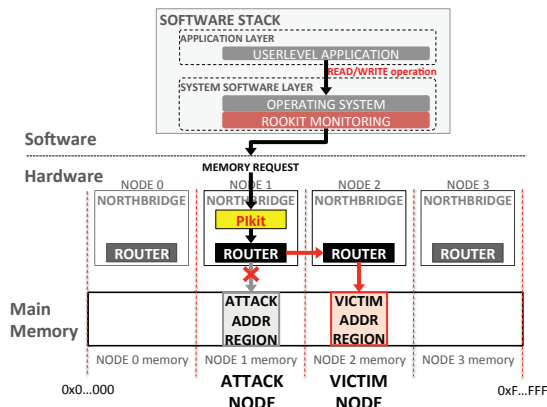 SOFTWARE STACK
APPLICATION LAYER
USERLEVEL APPLICATION
READ/WRITE operation
SYSTEM SOFTWARE LAYER
OPERATING SYSTEM
ROOKIT MONITORING
Software
MEMORY REQUEST
Hardware
NODE 0 NODE 1 NODE 2 NODE 3
NORTHBRIDGE NORTHBRIDGE NORTHBRIDGE NORTHBRIDGE
PIkit
ROUTER ROUTER ROUTER ROUTER
Main
Memory
ATTACK
ADDR
REGION
VICTIM
ADDR
REGION
NODE 0 memory NODE 1 memory NODE 2 memory NODE 3 memory
0x0...000
ATTACK
NODE
VICTIM
NODE
0xF...FFF